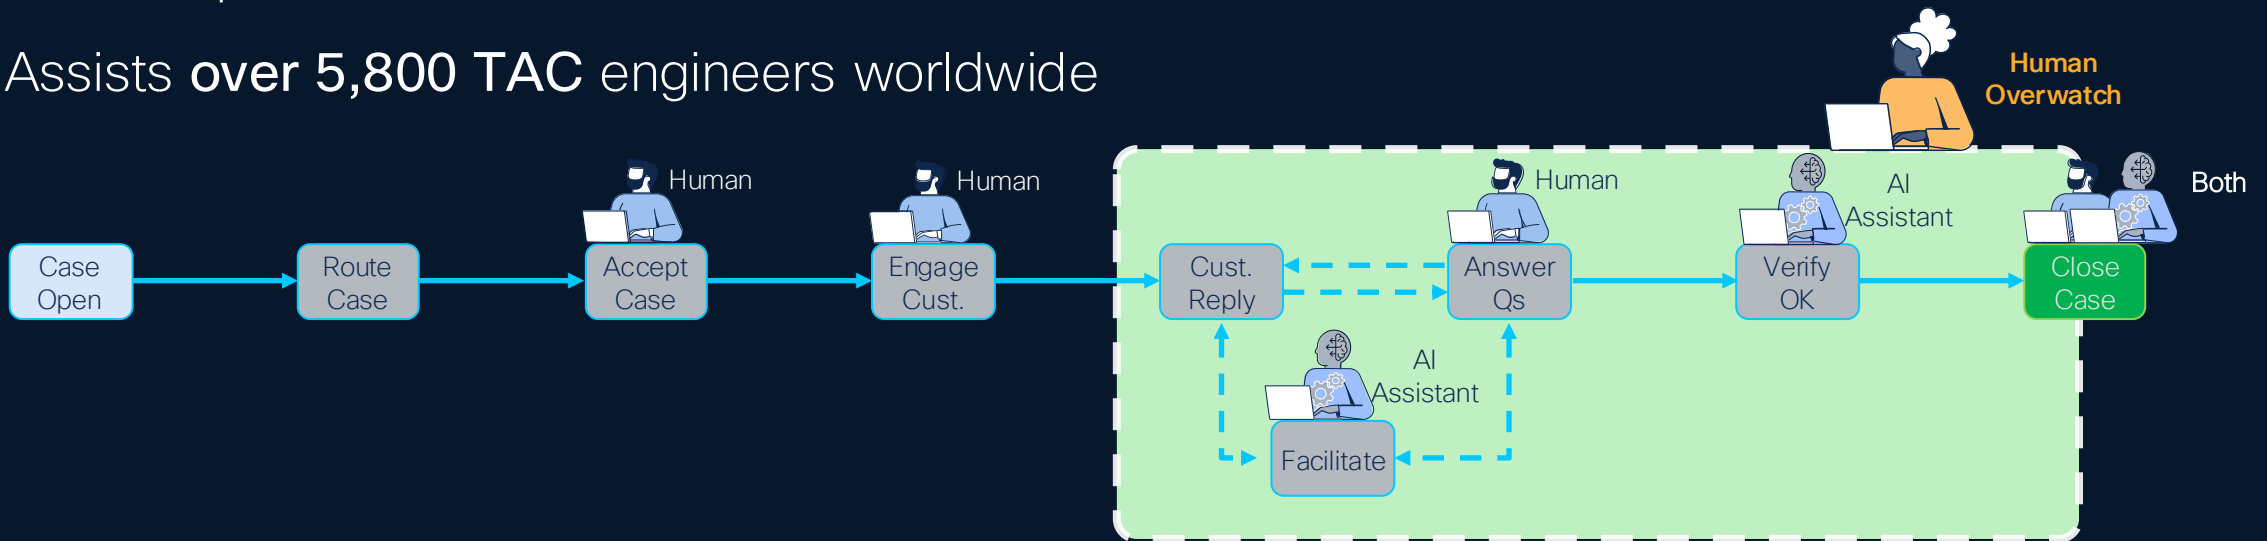 Assists over 5,800 TAC engineers worldwide
Human
Overwatch
Human
Human
Human
AI
Assistant
Both
Case
Open
Route
Case
Accept
Case
Engage
Cust.
Cust.
Reply
Answer
Qs
Verify
OK
Close
Case
AI
Assistant
Facilitate